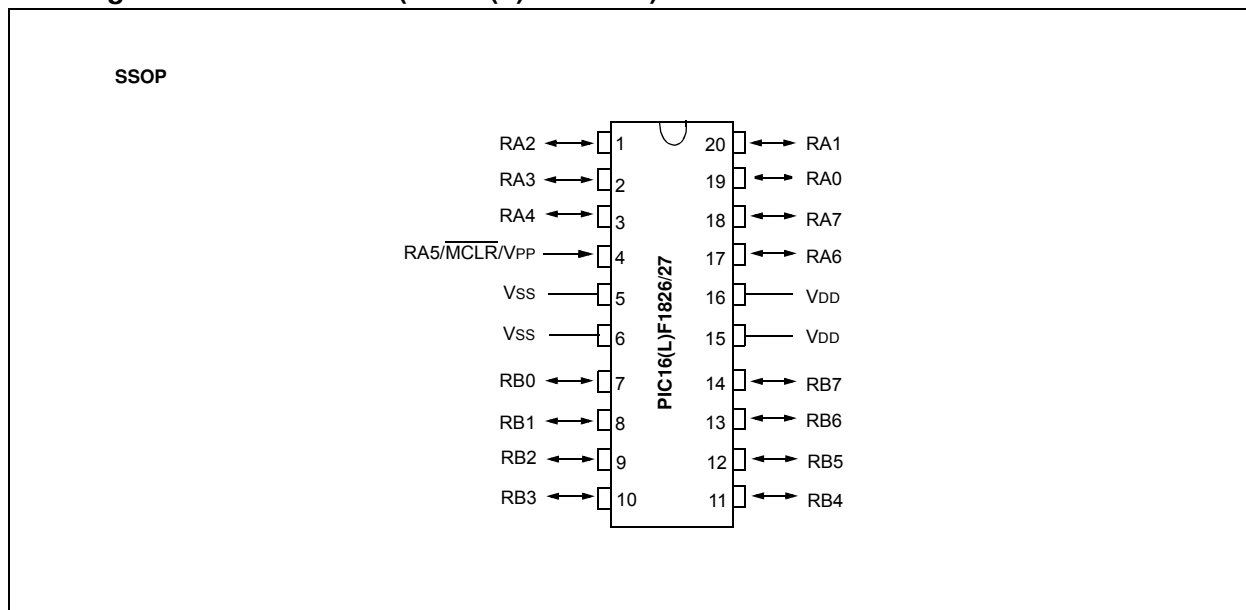 SSOP
RA2 1 20 RA1
RA3 2 19 RA0
RA4 3 18 RA7
RA5/MCLR/VPP 4 17 RA6
VSS 5 16 VDD
VSS 6 15 VDD
RB0 7 14 RB7
RB1 8 13 RB6
RB2 9 12 RB5
RB3 10 11 RB4
PIC16(L)F1826/27